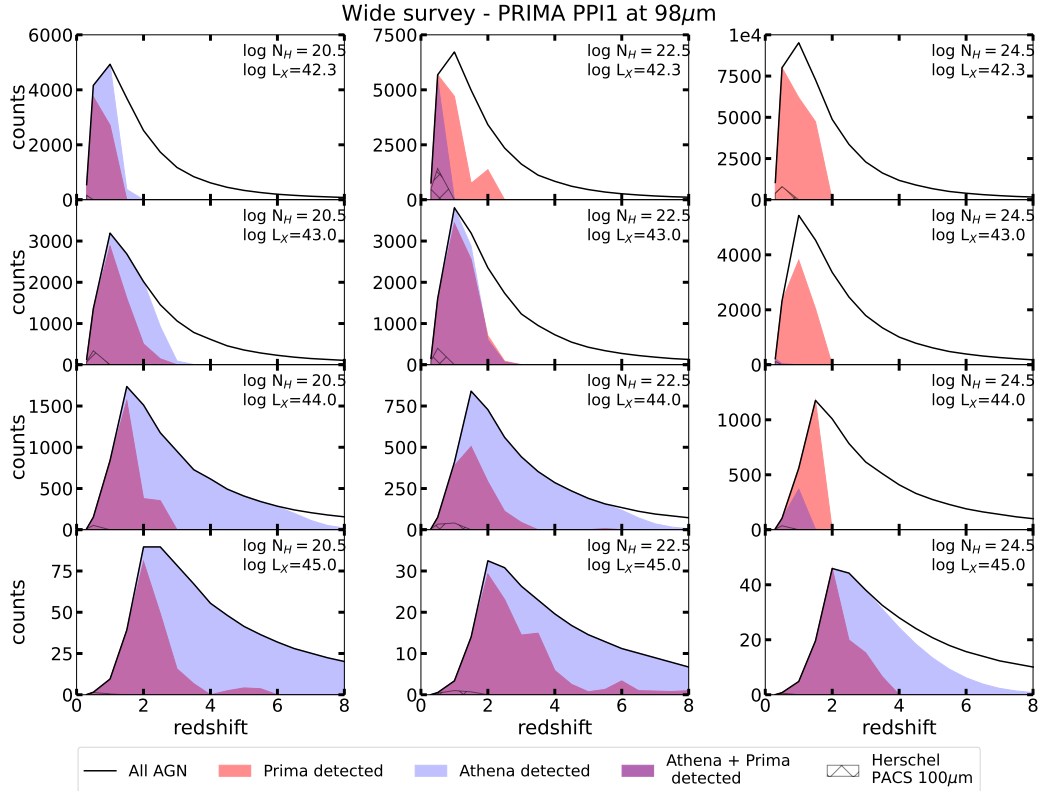 Wide survey - PRIMA PPI1 at 98μm
6000
4000
2000
0
counts
log N_H = 20.5
log L_X=42.3
7500
5000
2500
0
log N_H = 22.5
log L_X=42.3
1e4
7500
5000
2500
0
log N_H = 24.5
log L_X=42.3
3000
2000
1000
0
counts
log N_H = 20.5
log L_X=43.0
3000
2000
1000
0
log N_H = 22.5
log L_X=43.0
4000
2000
0
log N_H = 24.5
log L_X=43.0
1500
1000
500
0
counts
log N_H = 20.5
log L_X=44.0
750
500
250
0
log N_H = 22.5
log L_X=44.0
1000
500
0
log N_H = 24.5
log L_X=44.0
75
50
25
0
counts
log N_H = 20.5
log L_X=45.0
30
20
10
0
log N_H = 22.5
log L_X=45.0
40
20
0
log N_H = 24.5
log L_X=45.0
0 2 4 6 8
redshift
0 2 4 6 8
redshift
0 2 4 6 8
redshift
All AGN
Prima detected
Athena detected
Athena + Prima
detected
Herschel
PACS 100μm